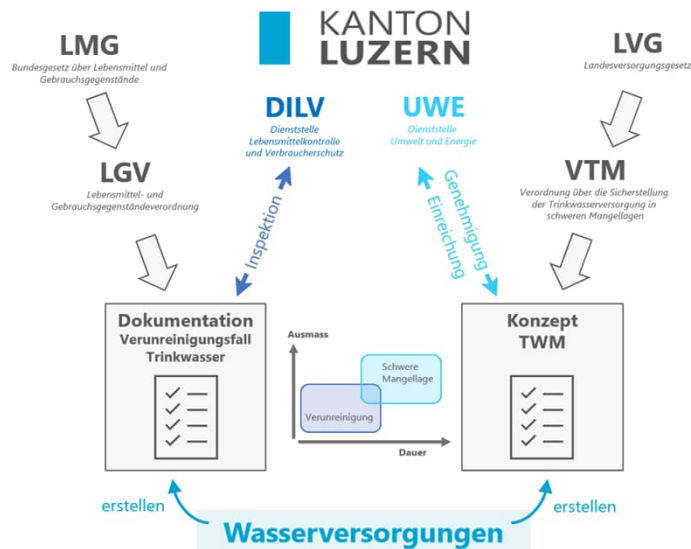 KANTON
LUZERN
LMG
Bundesgesetz über Lebensmittel und
Gebrauchsgegenstände
LVG
Landesversorgungsgesetz
DILV
Dienststelle
Lebensmittelkontrolle
und Verbraucherschutz
UWE
Dienststelle
Umwelt und Energie
LGV
Lebensmittel- und
Gebrauchsgegenständeverordnung
VTM
Verordnung über die Sicherstellung
der Trinkwasserversorgung in
schweren Mangellagen
Inspektion
Genehmigung
Einreichung
Dokumentation
Verunreinigungsfall
Trinkwasser
Ausmass
Schwere
Mangellage
Verunreinigung
Dauer
Konzept
TWM
erstellen
erstellen
Wasserversorgungen